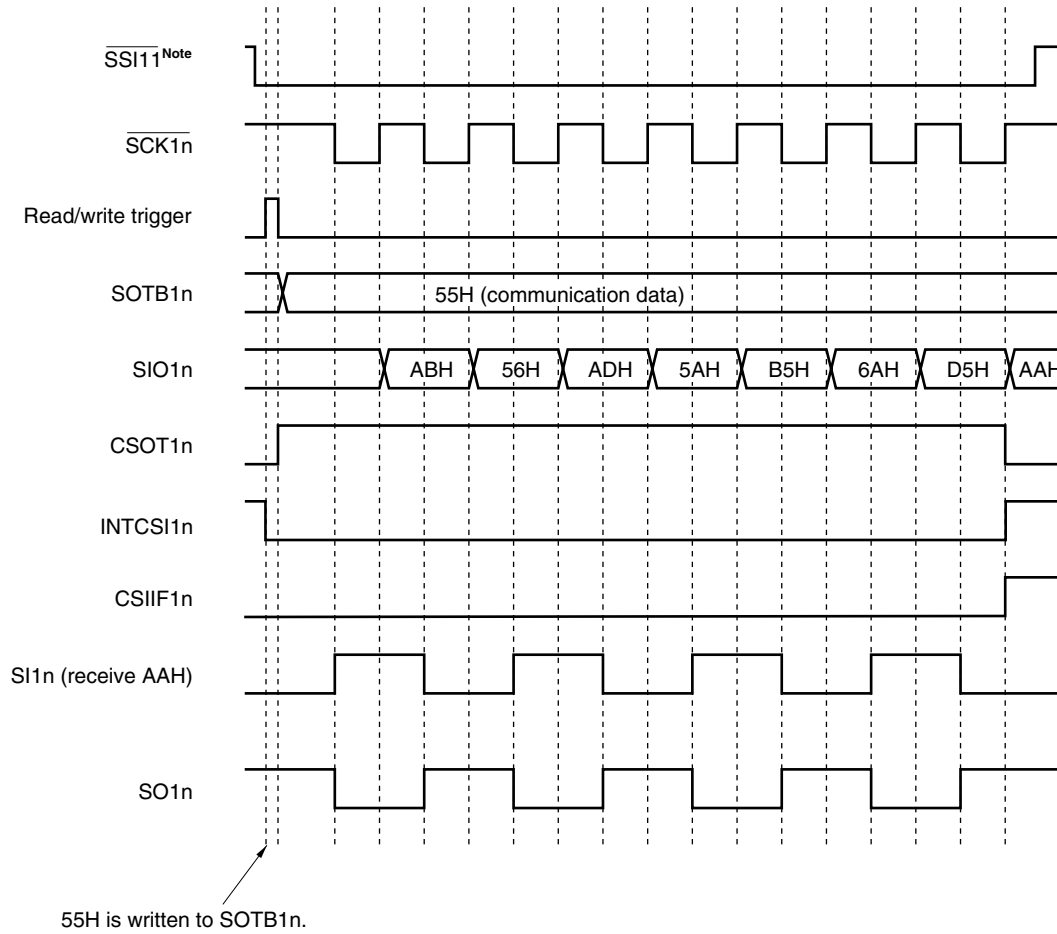 SSI11Note
SCK1n
Read/write trigger
SOTB1n
55H (communication data)
SIO1n
ABH 56H ADH 5AH B5H 6AH D5H AAH
CSOT1n
INTCSI1n
CSIIF1n
SI1n (receive AAH)
SO1n
55H is written to SOTB1n.